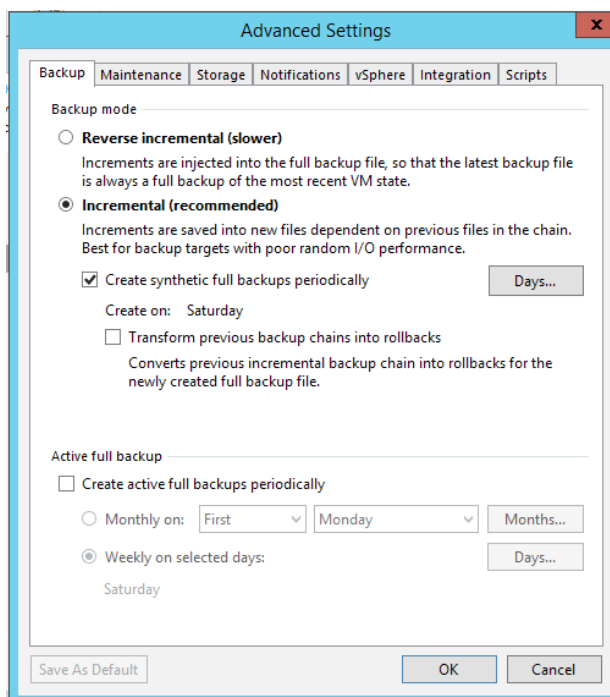 Advanced Settings
x
Backup Maintenance Storage Notifications vSphere Integration Scripts
Backup mode
Reverse incremental (slower)
Increments are injected into the full backup file, so that the latest backup file
is always a full backup of the most recent VM state.
Incremental (recommended)
Increments are saved into new files dependent on previous files in the chain.
Best for backup targets with poor random I/O performance.
Create synthetic full backups periodically Days...
Create on: Saturday
Transform previous backup chains into rollbacks
Converts previous incremental backup chain into rollbacks for the
newly created full backup file.
Active full backup
Create active full backups periodically
Monthly on: First Monday Months...
Weekly on selected days: Days...
Saturday
Save As Default OK Cancel